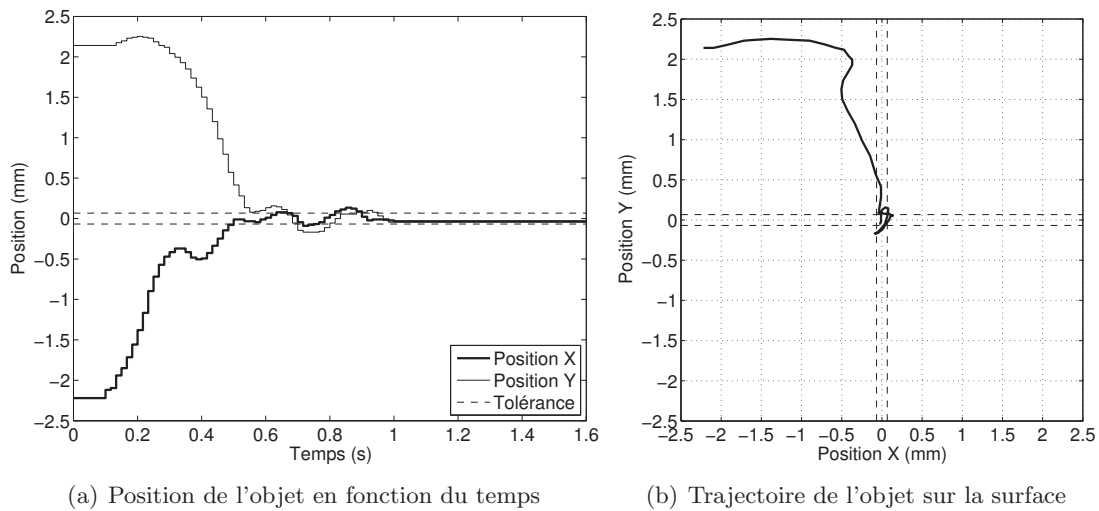 2.5
2
1.5
1
0.5
0
−0.5
−1
−1.5
−2
−2.5
Position (mm)
0 0.2 0.4 0.6 0.8 1 1.2 1.4 1.6
Temps (s)
Position X
Position Y
Tolérance
(a) Position de l'objet en fonction du temps
2.5
2
1.5
1
0.5
0
−0.5
−1
−1.5
−2
−2.5
Position Y (mm)
−2.5 −2 −1.5 −1 −0.5 0 0.5 1 1.5 2 2.5
Position X (mm)
(b) Trajectoire de l'objet sur la surface